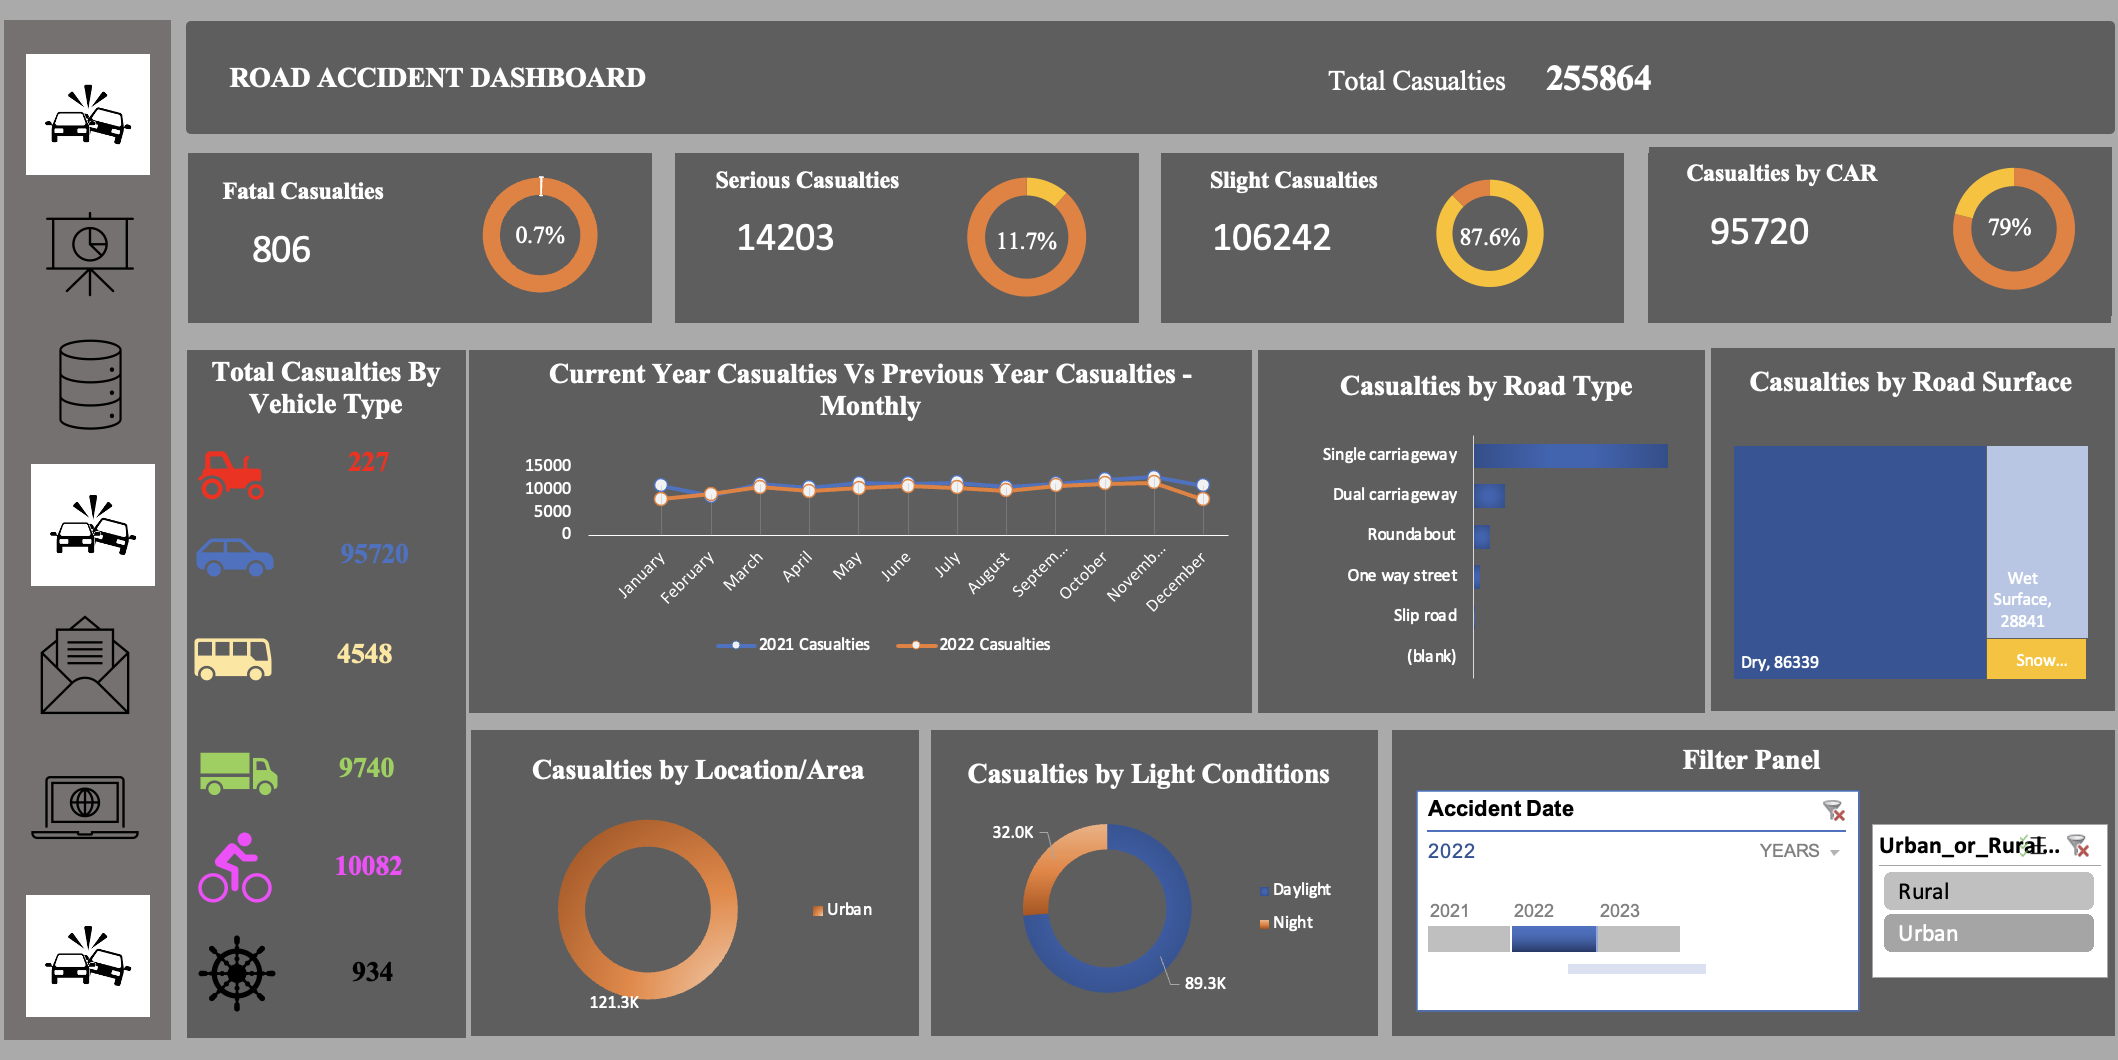 ROAD ACCIDENT DASHBOARD
Total Casualties 255864
Fatal Casualties
806
0.7%
Serious Casualties
14203
11.7%
Slight Casualties
106242
87.6%
Casualties by CAR
95720
79%
Total Casualties By
Vehicle Type
227
95720
4548
9740
10082
934
Current Year Casualties Vs Previous Year Casualties -
Monthly
15000
10000
5000
0
January
February
March
April
May
June
July
August
Septem...
October
Novemb...
December
2021 Casualties
2022 Casualties
Casualties by Road Type
Single carriageway
Dual carriageway
Roundabout
One way street
Slip road
(blank)
Casualties by Road Surface
Dry, 86339
Wet
Surface,
28841
Snow...
Casualties by Location/Area
121.3K
Urban
Casualties by Light Conditions
32.0K
89.3K
Daylight
Night
Filter Panel
Accident Date
2022 YEARS
2021 2022 2023
Urban_or_Rural...
Rural
Urban